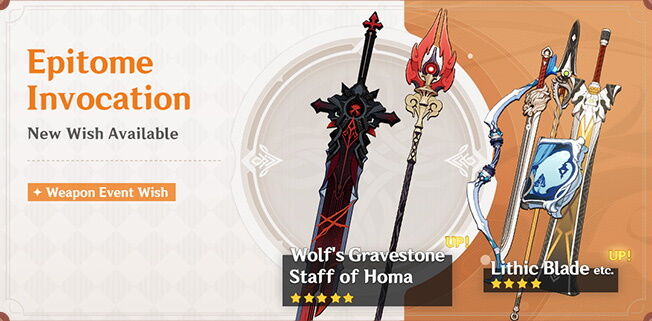 Epitome
Invocation
New Wish Available
Weapon Event Wish
UP!
Wolf's Gravestone
Staff of Homa
UP!
Lithic Blade etc.